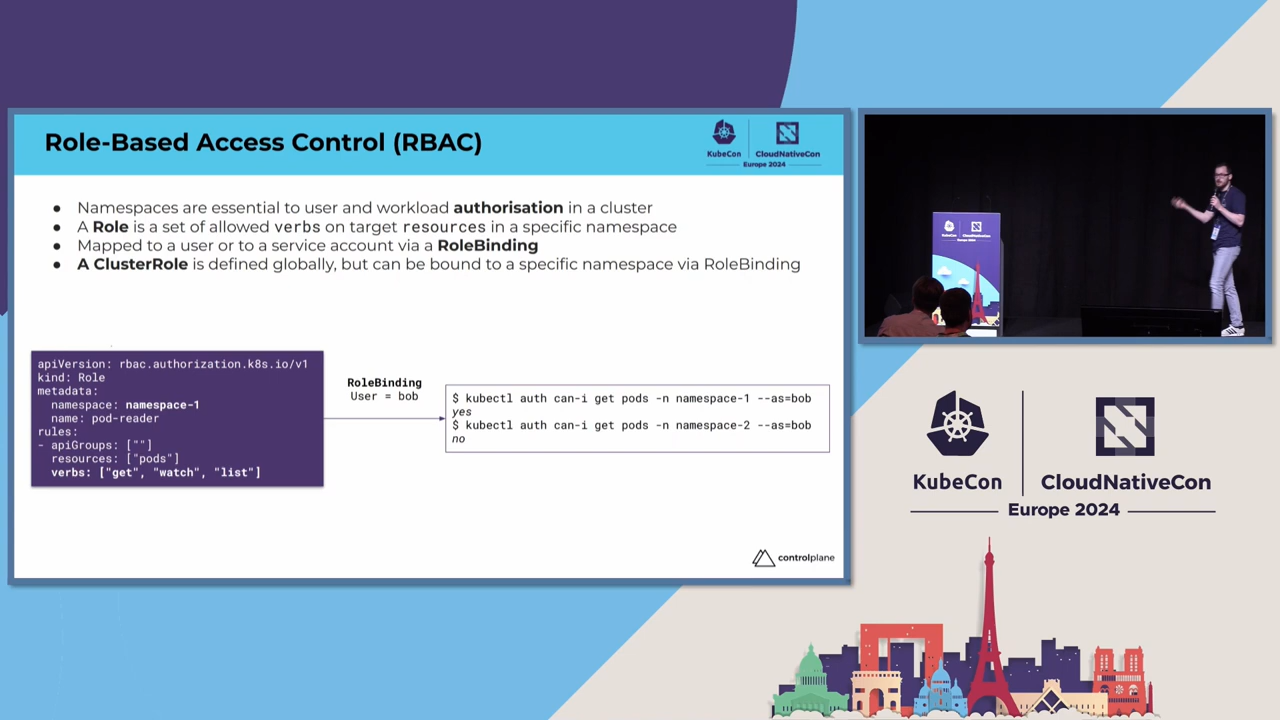 Role-Based Access Control (RBAC)
KubeCon
CloudNativeCon
Europe 2024
● Namespaces are essential to user and workload authorisation in a cluster
● A Role is a set of allowed verbs on target resources in a specific namespace
● Mapped to a user or to a service account via a RoleBinding
● A ClusterRole is defined globally, but can be bound to a specific namespace via RoleBinding
apiVersion: rbac.authorization.k8s.io/v1
kind: Role
metadata:
  namespace: namespace-1
  name: pod-reader
rules:
- apiGroups: [""]
  resources: ["pods"]
  verbs: ["get", "watch", "list"]
RoleBinding
User = bob
$ kubectl auth can-i get pods -n namespace-1 --as=bob
yes
$ kubectl auth can-i get pods -n namespace-2 --as=bob
no
controlplane
KubeCon
CloudNativeCon
Europe 2024